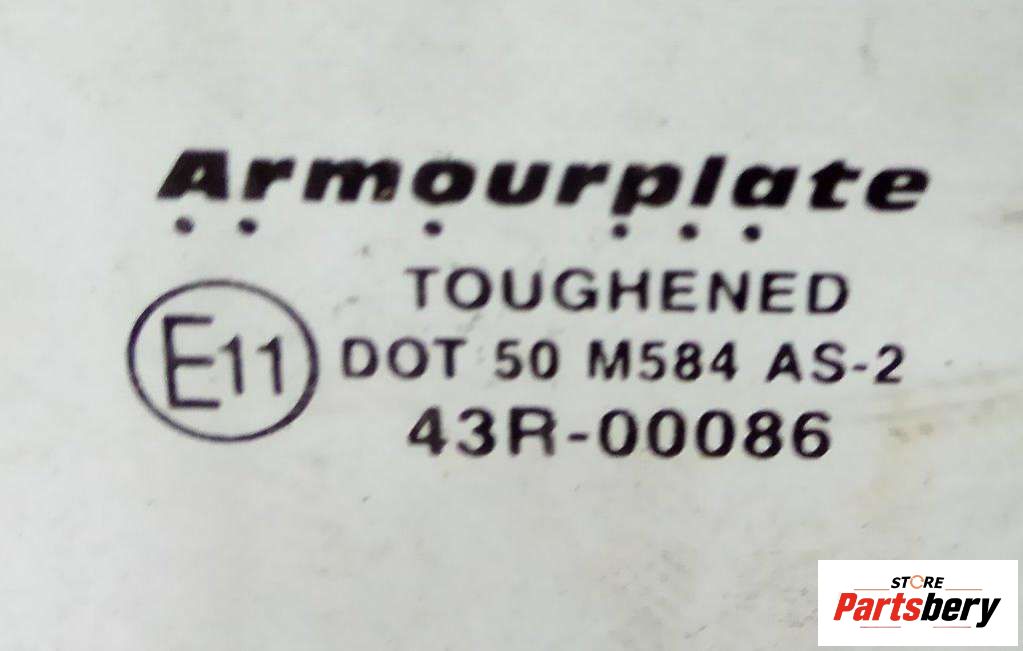 Armourplate
TOUGHENED
E11
DOT 50 M584 AS-2
43R-00086
STORE
Partsbery